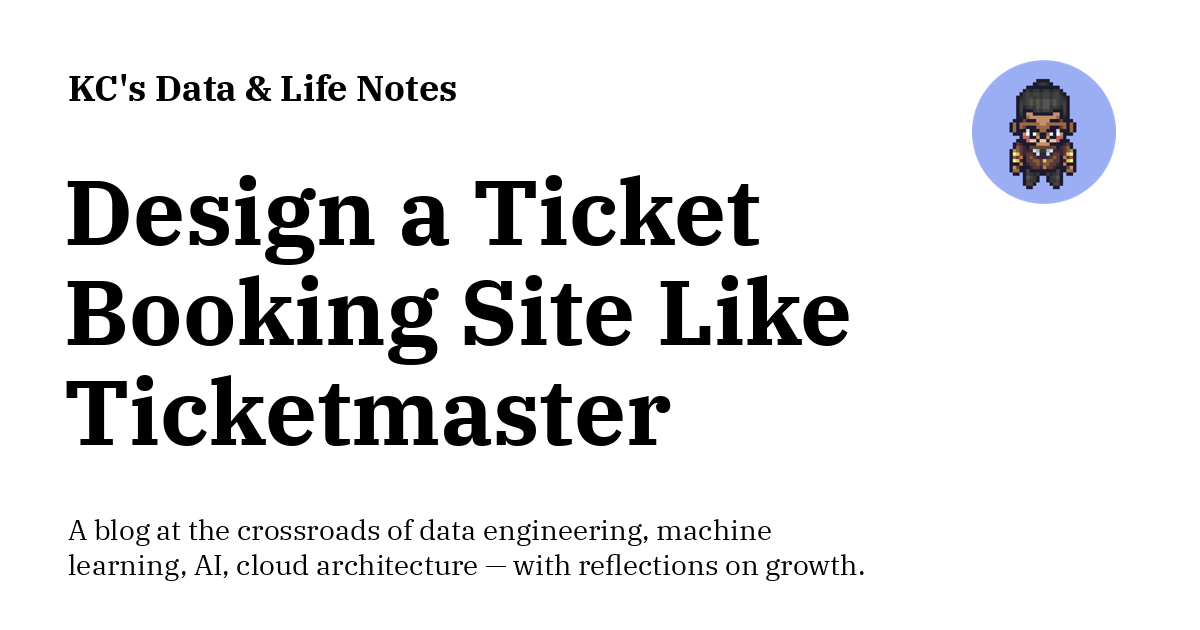 KC's Data & Life Notes
Design a Ticket
Booking Site Like
Ticketmaster
A blog at the crossroads of data engineering, machine
learning, AI, cloud architecture — with reflections on growth.